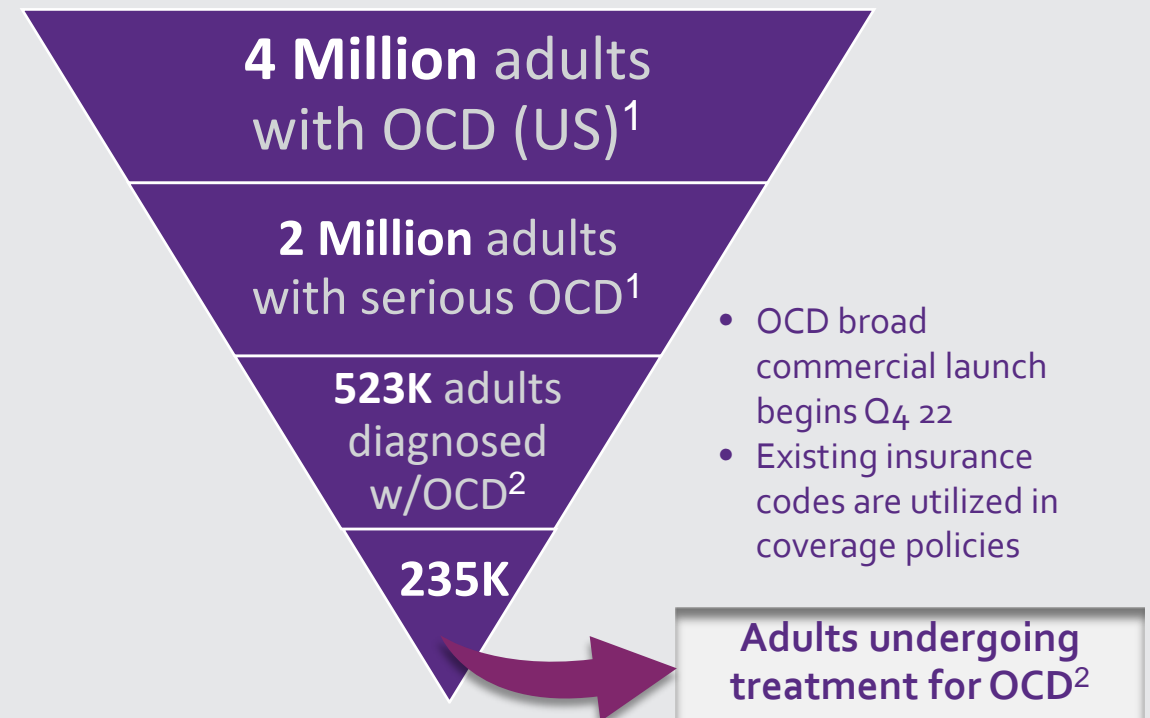 4 Million adults
with OCD (US)1
2 Million adults
with serious OCD1
523K adults
diagnosed
w/OCD2
235K
• OCD broad
commercial launch
begins Q4 22
• Existing insurance
codes are utilized in
coverage policies
Adults undergoing
treatment for OCD2